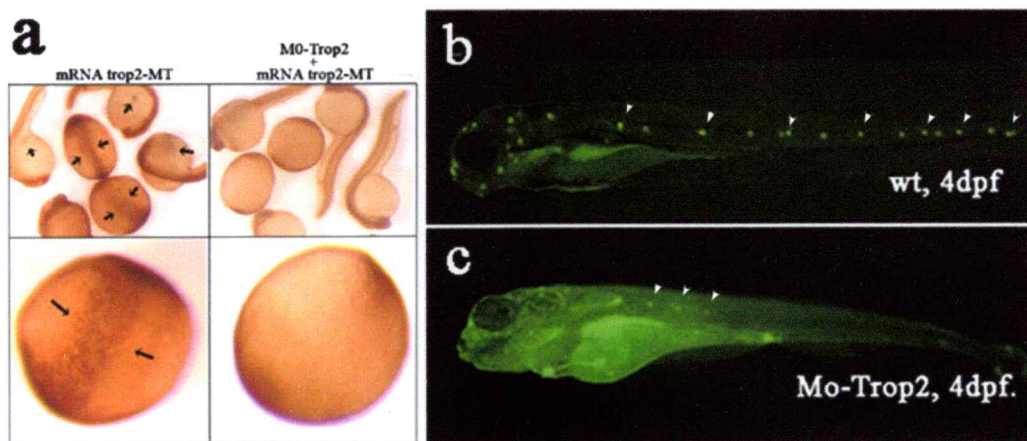 a
M0-Trop2
+
mRNA trop2-MT
mRNA trop2-MT
b
wt, 4dpf
c
Mo-Trop2, 4dpf.